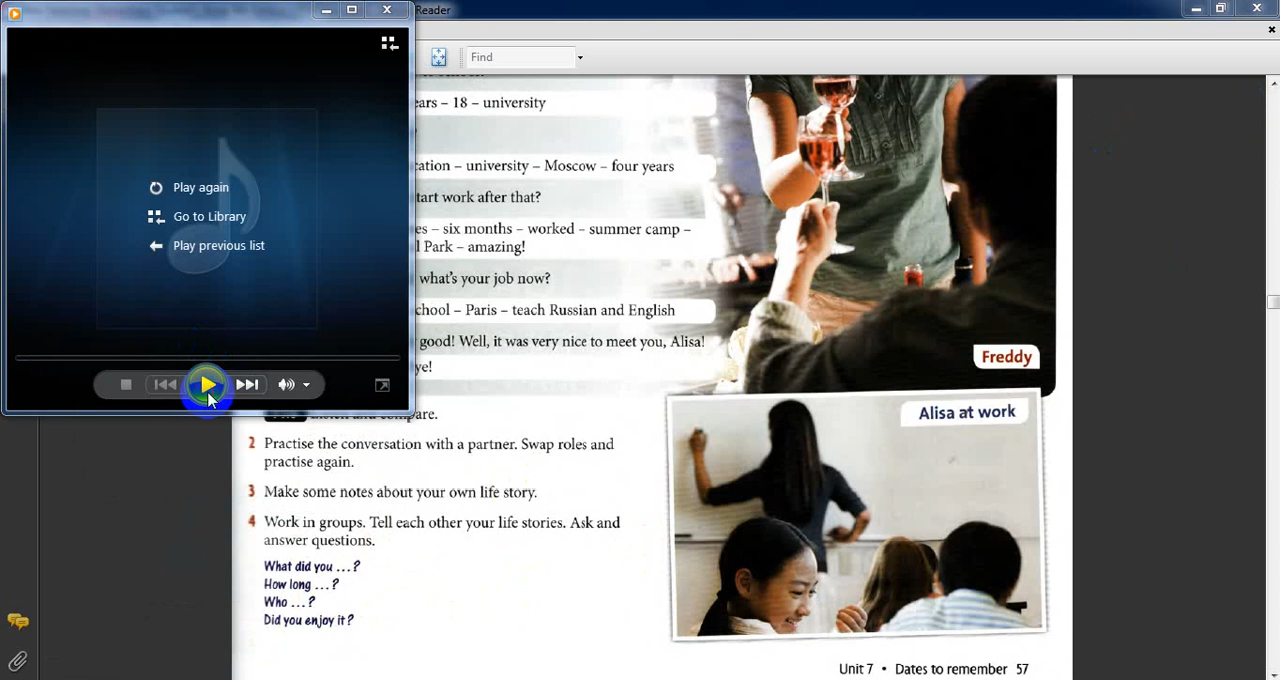 Reader
Find
Play again
Go to Library
Play previous list
ears – 18 – university
cation – university – Moscow – four years
tart work after that?
es – six months – worked – summer camp –
l Park – amazing!
what's your job now?
chool – Paris – teach Russian and English
good! Well, it was very nice to meet you, Alisa!
ye!
Freddy
Alisa at work
Listen and compare.
2 Practise the conversation with a partner. Swap roles and
practise again.
3 Make some notes about your own life story.
4 Work in groups. Tell each other your life stories. Ask and
answer questions.
What did you ...?
How long ...?
Who ...?
Did you enjoy it?
Unit 7 • Dates to remember 57